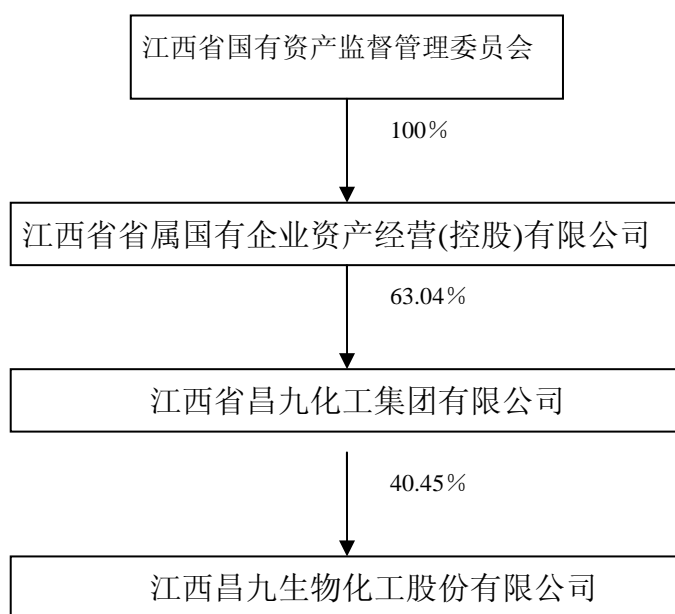 江西省国有资产监督管理委员会
100％
江西省省属国有企业资产经营(控股)有限公司
63.04％
江西省昌九化工集团有限公司
40.45％
江西昌九生物化工股份有限公司